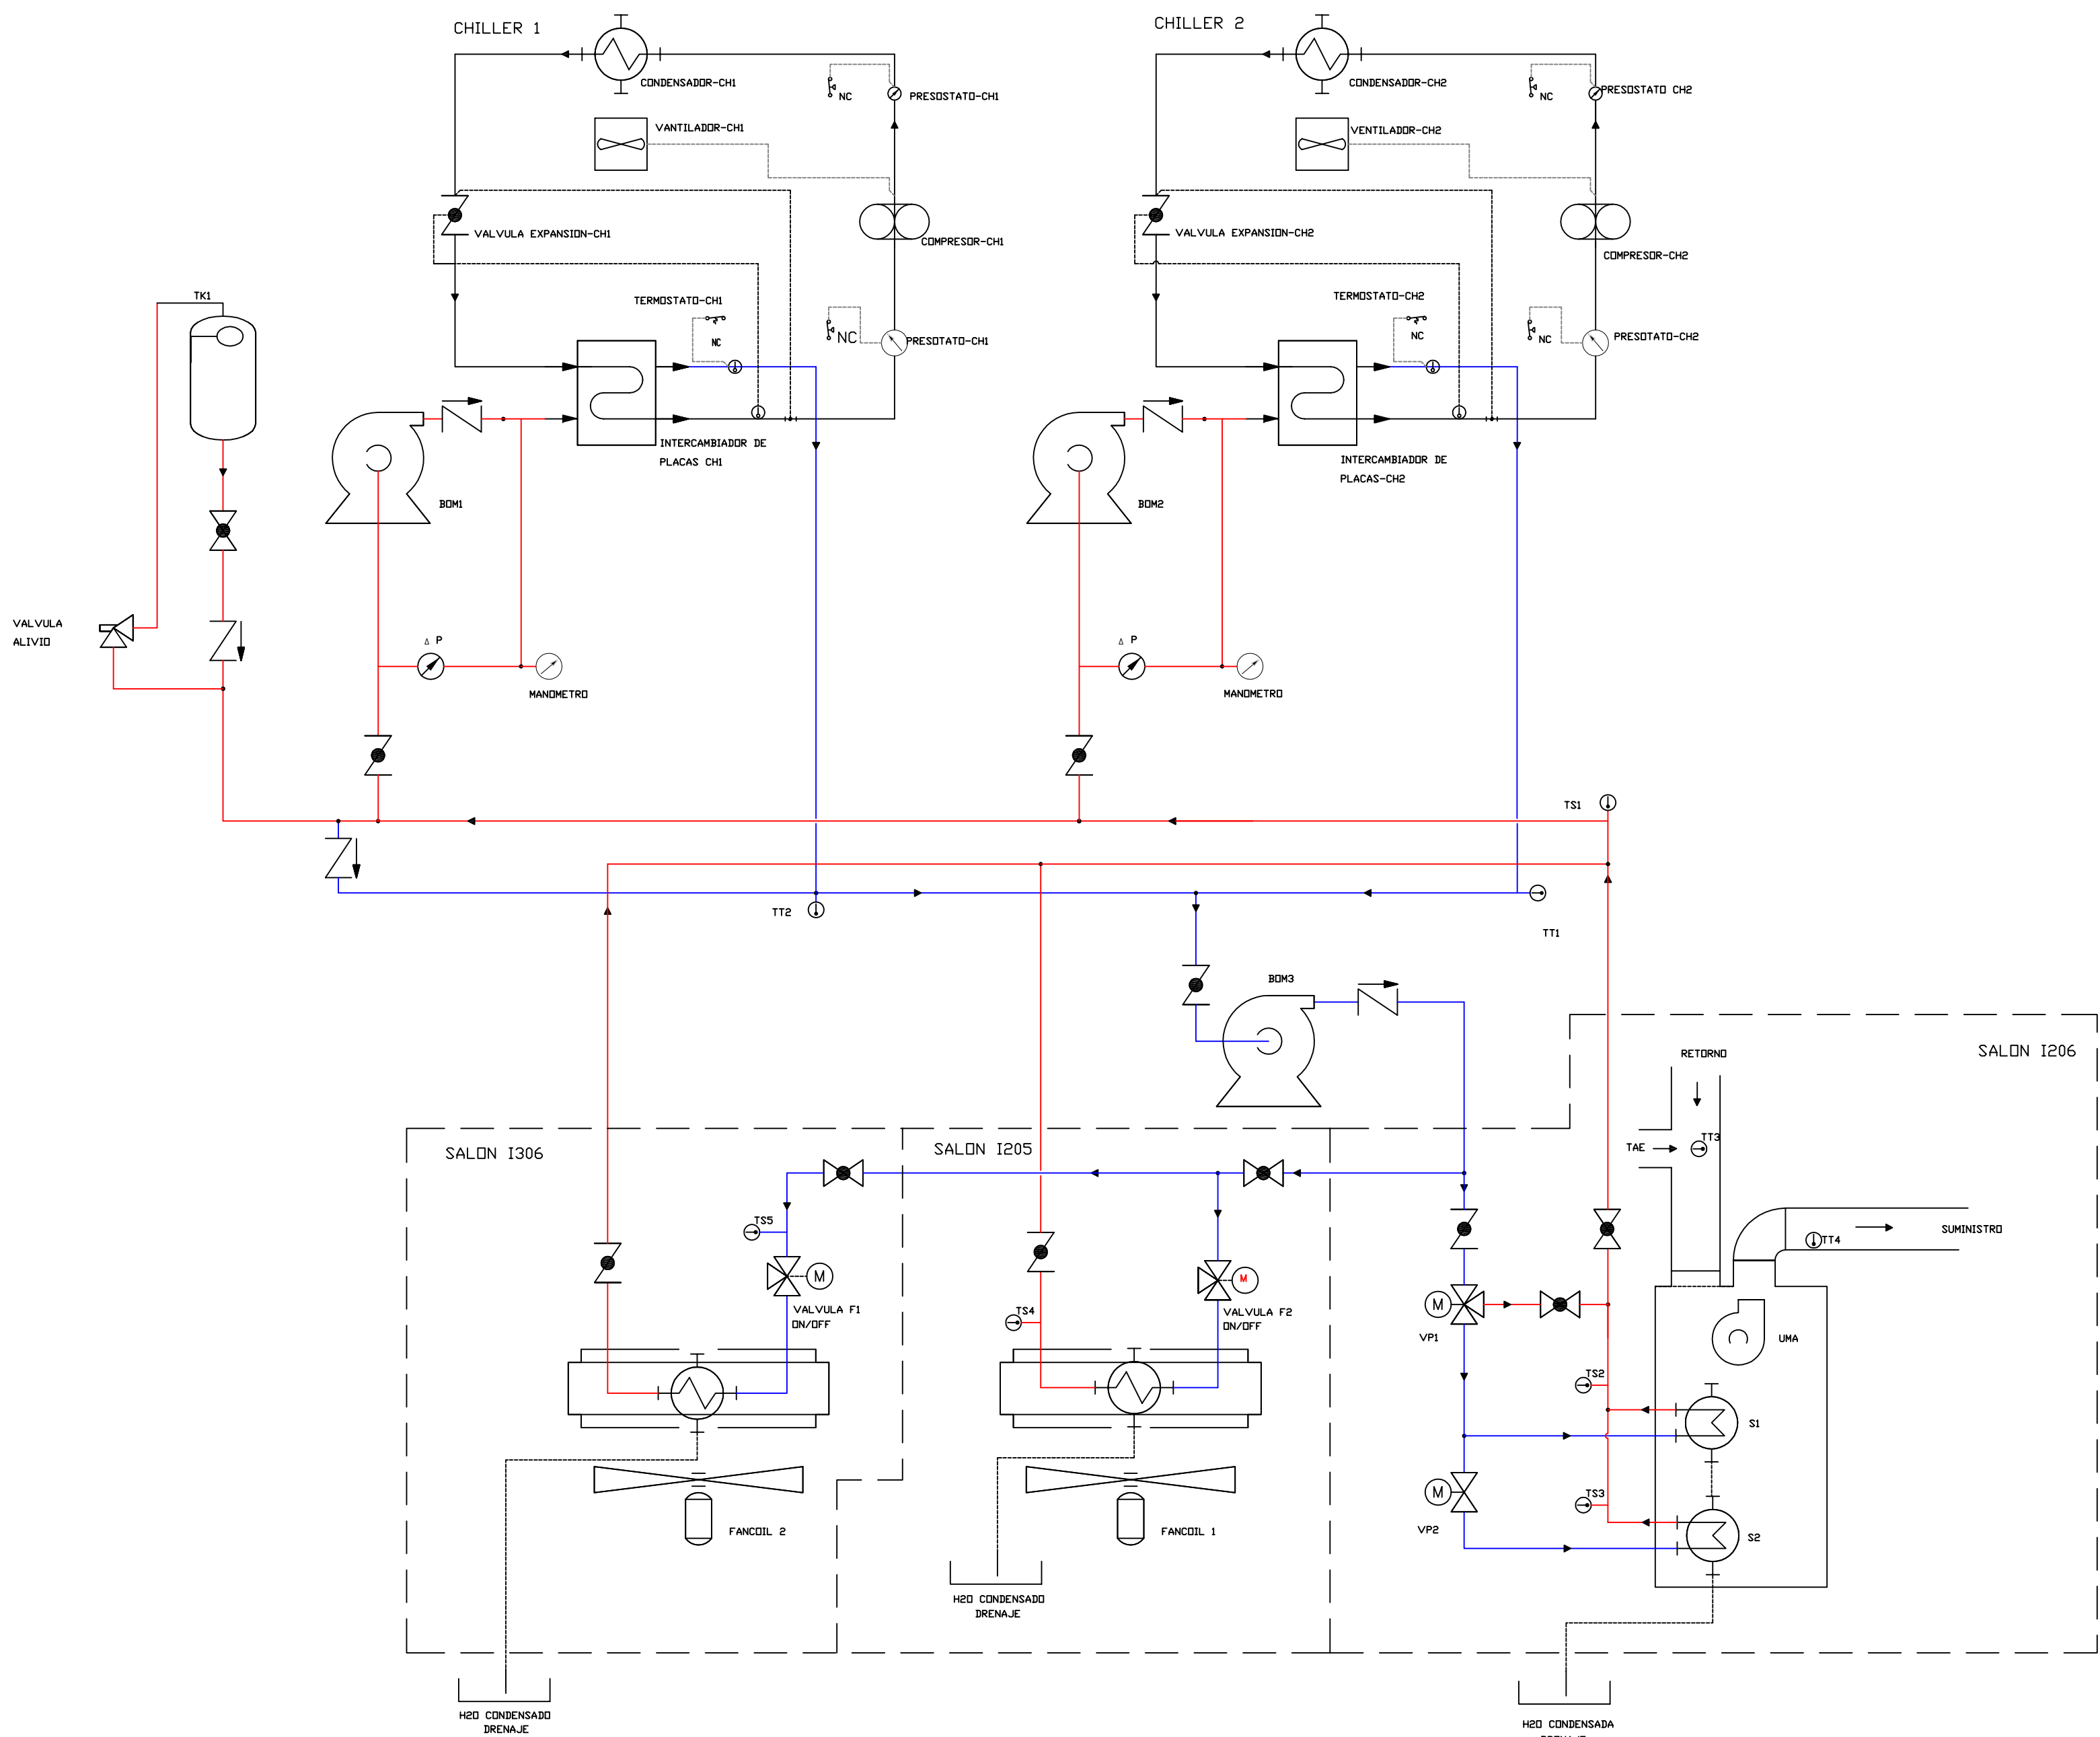 CHILLER 1
CHILLER 2
CONDENSADOR-CH1
CONDENSADOR-CH2
NC
PRESOSTATO-CH1
NC
PRESOSTATO CH2
VANTILADOR-CH1
VENTILADOR-CH2
VALVULA EXPANSION-CH1
COMPRESOR-CH1
VALVULA EXPANSION-CH2
COMPRESOR-CH2
TK1
TERMOSTATO-CH1
NC
NC
PRESOTATO-CH1
TERMOSTATO-CH2
NC
NC
PRESOSTATO-CH2
INTERCAMBIADOR DE
PLACAS CH1
INTERCAMBIADOR DE
PLACAS-CH2
BOM1
BOM2
VALVULA
ALIVIO
Δ P
MANOMETRO
Δ P
MANOMETRO
TS1
TT2
TT1
BOM3
SALON I206
RETORNO
TAE
TT3
SALON I306
SALON I205
TS5
M
VALVULA F1
ON/OFF
TS4
M
VALVULA F2
ON/OFF
M
VP1
TT4
SUMINISTRO
UMA
TS2
S1
M
VP2
TS3
S2
FANCOIL 2
FANCOIL 1
H2O CONDENSADO
DRENAJE
H2O CONDENSADO
DRENAJE
H2O CONDENSADA